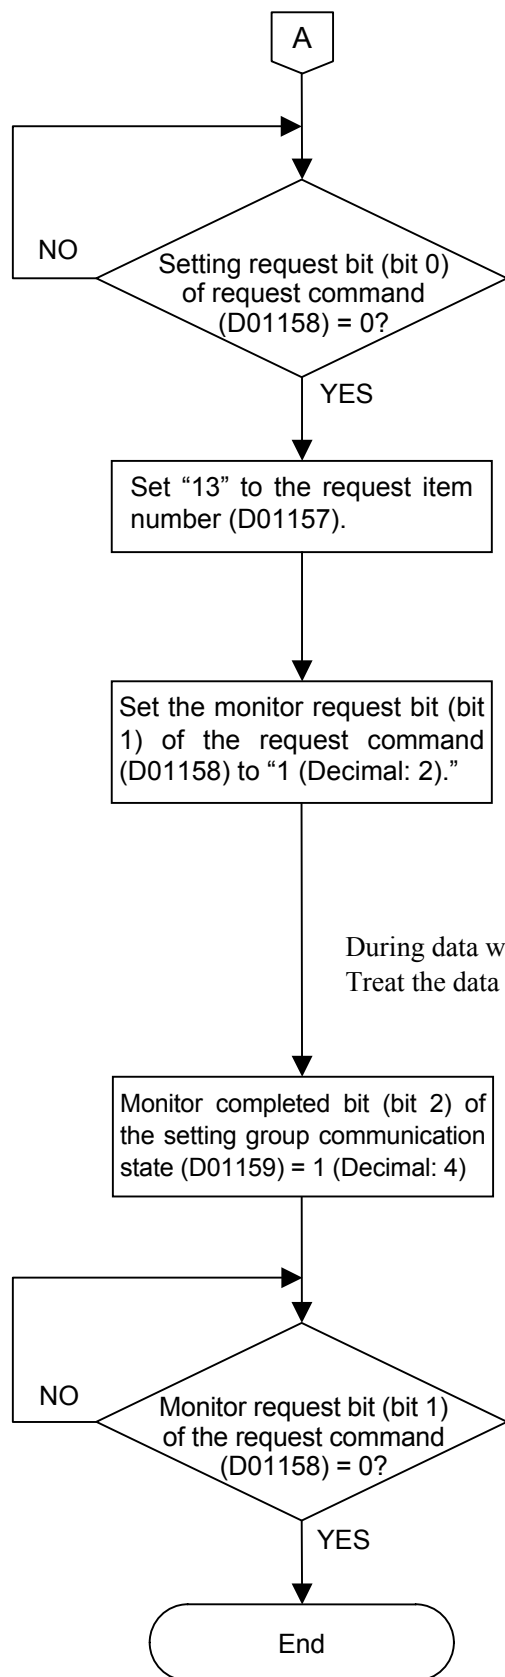 A
NO
Setting request bit (bit 0)
of request command
(D01158) = 0?
YES
Set “13” to the request item
number (D01157).
Set the monitor request bit (bit
1) of the request command
(D01158) to “1 (Decimal: 2).”
During data w
Treat the data
Monitor completed bit (bit 2) of
the setting group communication
state (D01159) = 1 (Decimal: 4)
NO
Monitor request bit (bit 1)
of the request command
(D01158) = 0?
YES
End